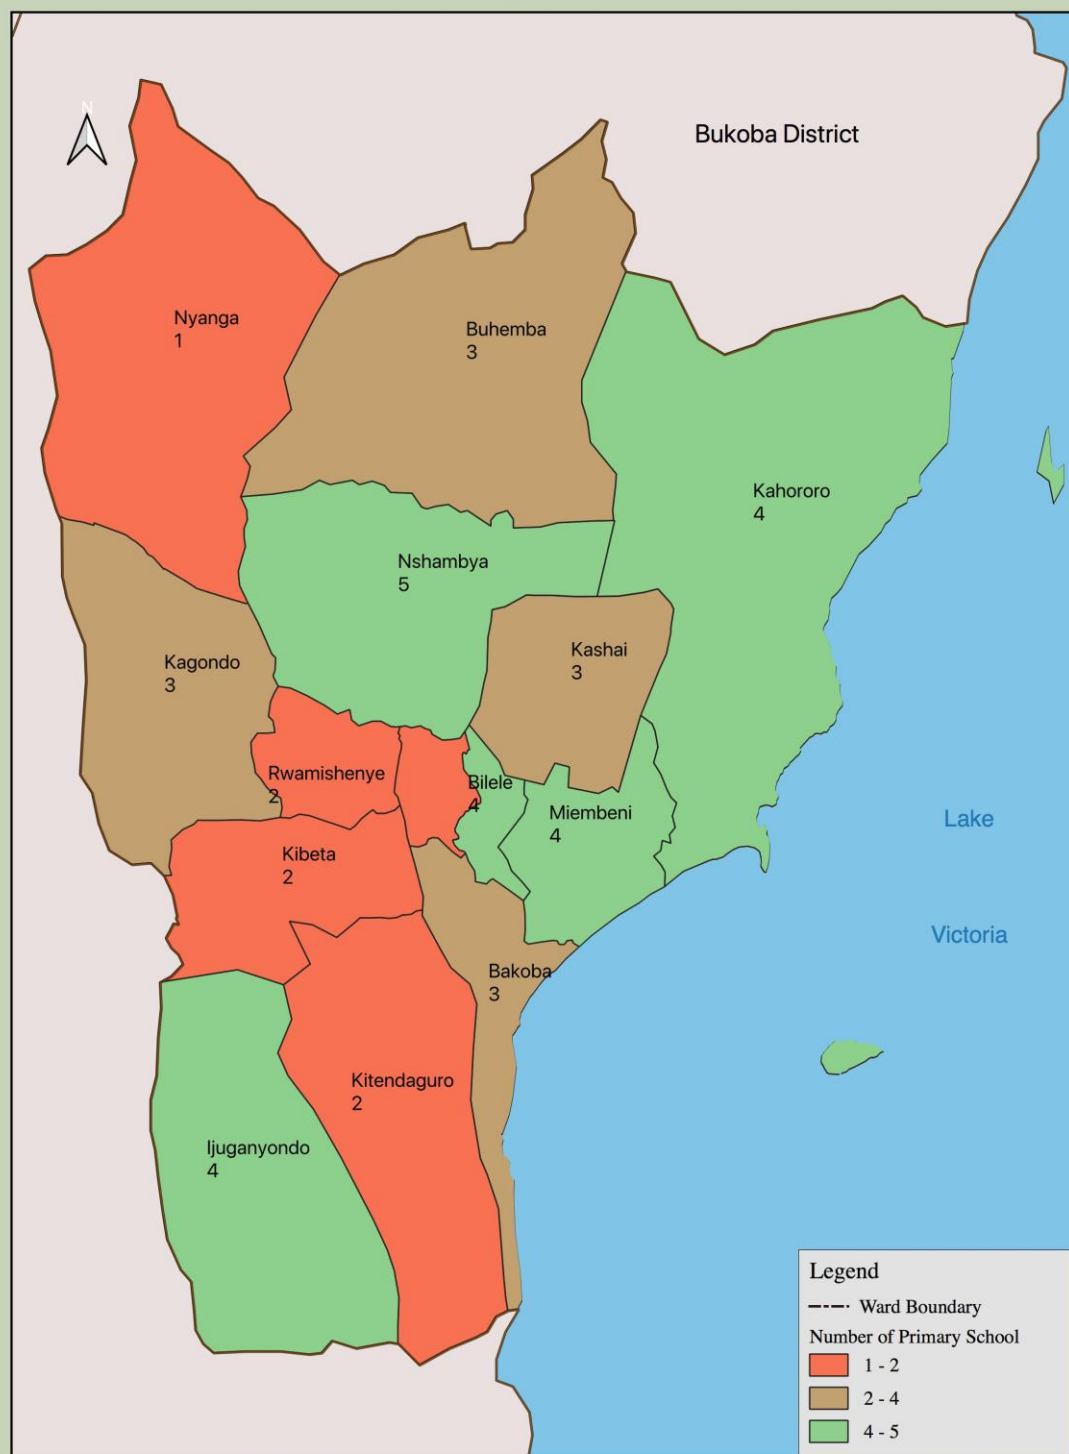 N
Bukoba District
Nyanga
1
Buhemba
3
Kahororo
4
Nshambya
5
Kashai
3
Kagondo
3
Rwamishenye
2
Bilele
4
Miembeni
4
Kibeta
2
Lake
Victoria
Bakoba
3
Kitendaguro
2
Ijuganyondo
4
Legend
Ward Boundary
Number of Primary School
1 - 2
2 - 4
4 - 5